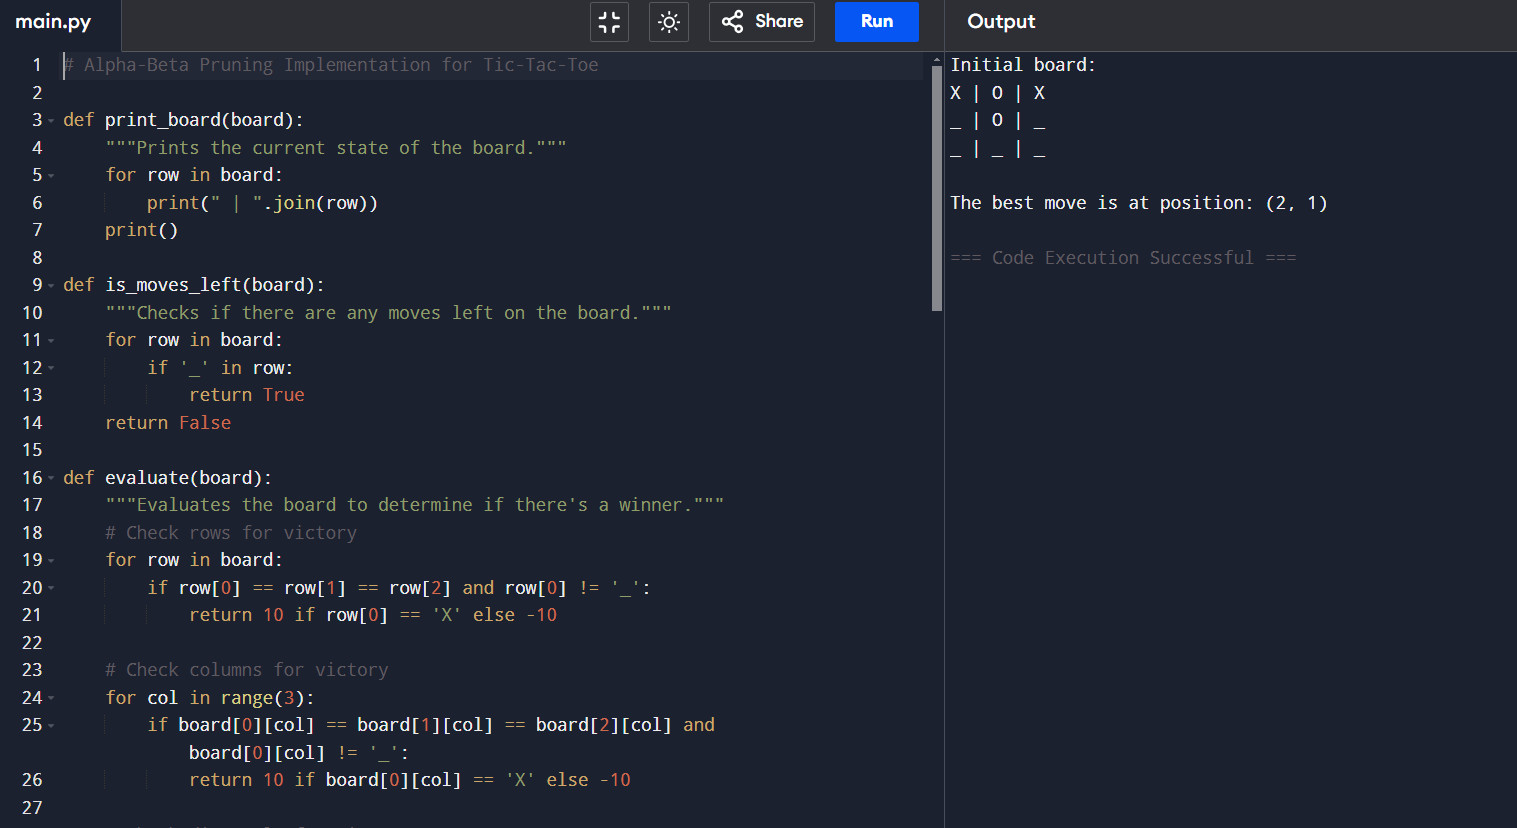 main.py
Share
Run
Output
1 # Alpha-Beta Pruning Implementation for Tic-Tac-Toe
2
3 def print_board(board):
4     """Prints the current state of the board."""
5     for row in board:
6         print(" | ".join(row))
7     print()
8
9 def is_moves_left(board):
10     """Checks if there are any moves left on the board."""
11     for row in board:
12         if '_' in row:
13             return True
14     return False
15
16 def evaluate(board):
17     """Evaluates the board to determine if there's a winner."""
18     # Check rows for victory
19     for row in board:
20         if row[0] == row[1] == row[2] and row[0] != '_':
21             return 10 if row[0] == 'X' else -10
22
23     # Check columns for victory
24     for col in range(3):
25         if board[0][col] == board[1][col] == board[2][col] and
            board[0][col] != '_':
26             return 10 if board[0][col] == 'X' else -10
27
Initial board:
X | O | X
_ | O | _
_ | _ | _
The best move is at position: (2, 1)
=== Code Execution Successful ===